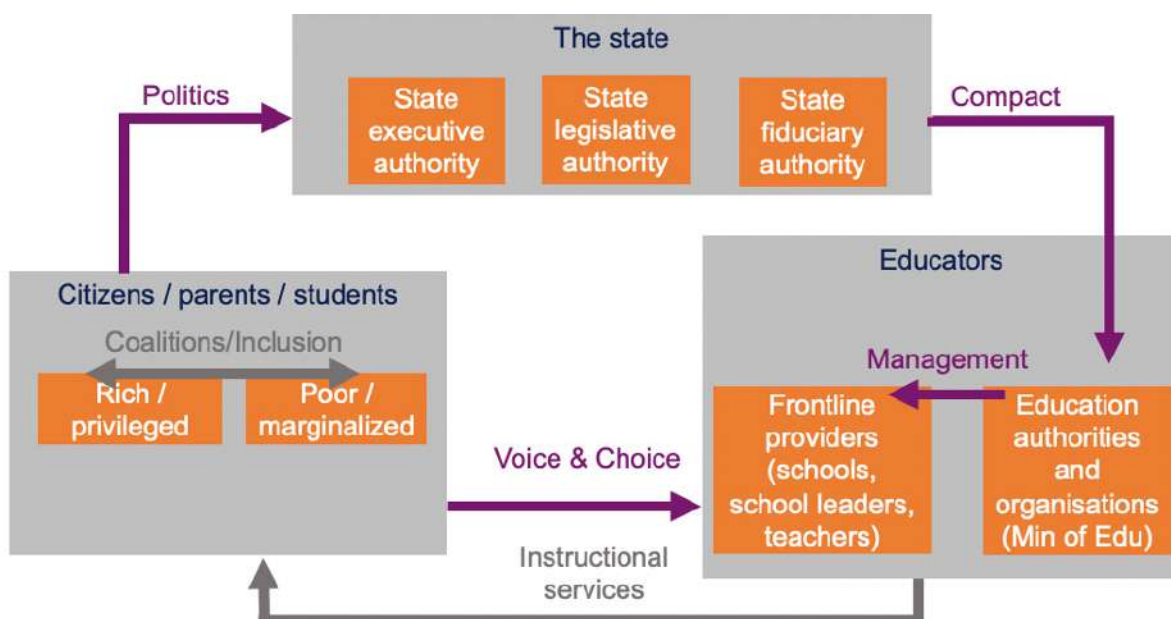 The state
Politics
State
executive
authority
State
legislative
authority
State
fiduciary
authority
Compact
Citizens / parents / students
Coalitions/Inclusion
Rich /
privileged
Poor /
marginalized
Voice & Choice
Educators
Management
Frontline
providers
(schools,
school leaders,
teachers)
Education
authorities
and
organisations
(Min of Edu)
Instructional
services